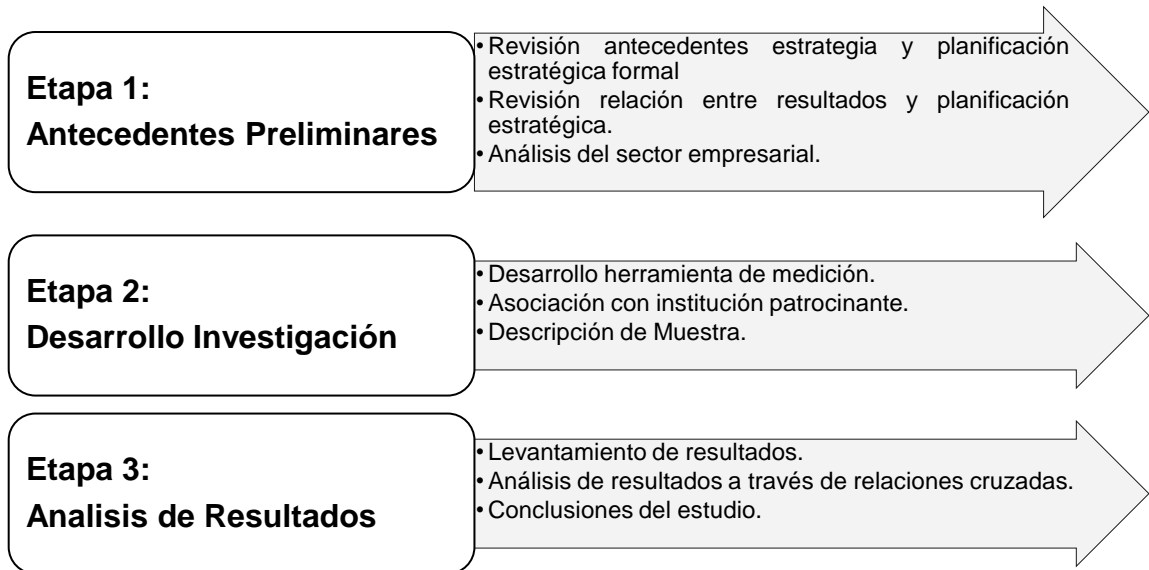 Etapa 1:
Antecedentes Preliminares
• Revisión antecedentes estrategia y planificación
estratégica formal
• Revisión relación entre resultados y planificación
estratégica.
• Análisis del sector empresarial.
Etapa 2:
Desarrollo Investigación
• Desarrollo herramienta de medición.
• Asociación con institución patrocinante.
• Descripción de Muestra.
Etapa 3:
Analisis de Resultados
• Levantamiento de resultados.
• Análisis de resultados a través de relaciones cruzadas.
• Conclusiones del estudio.